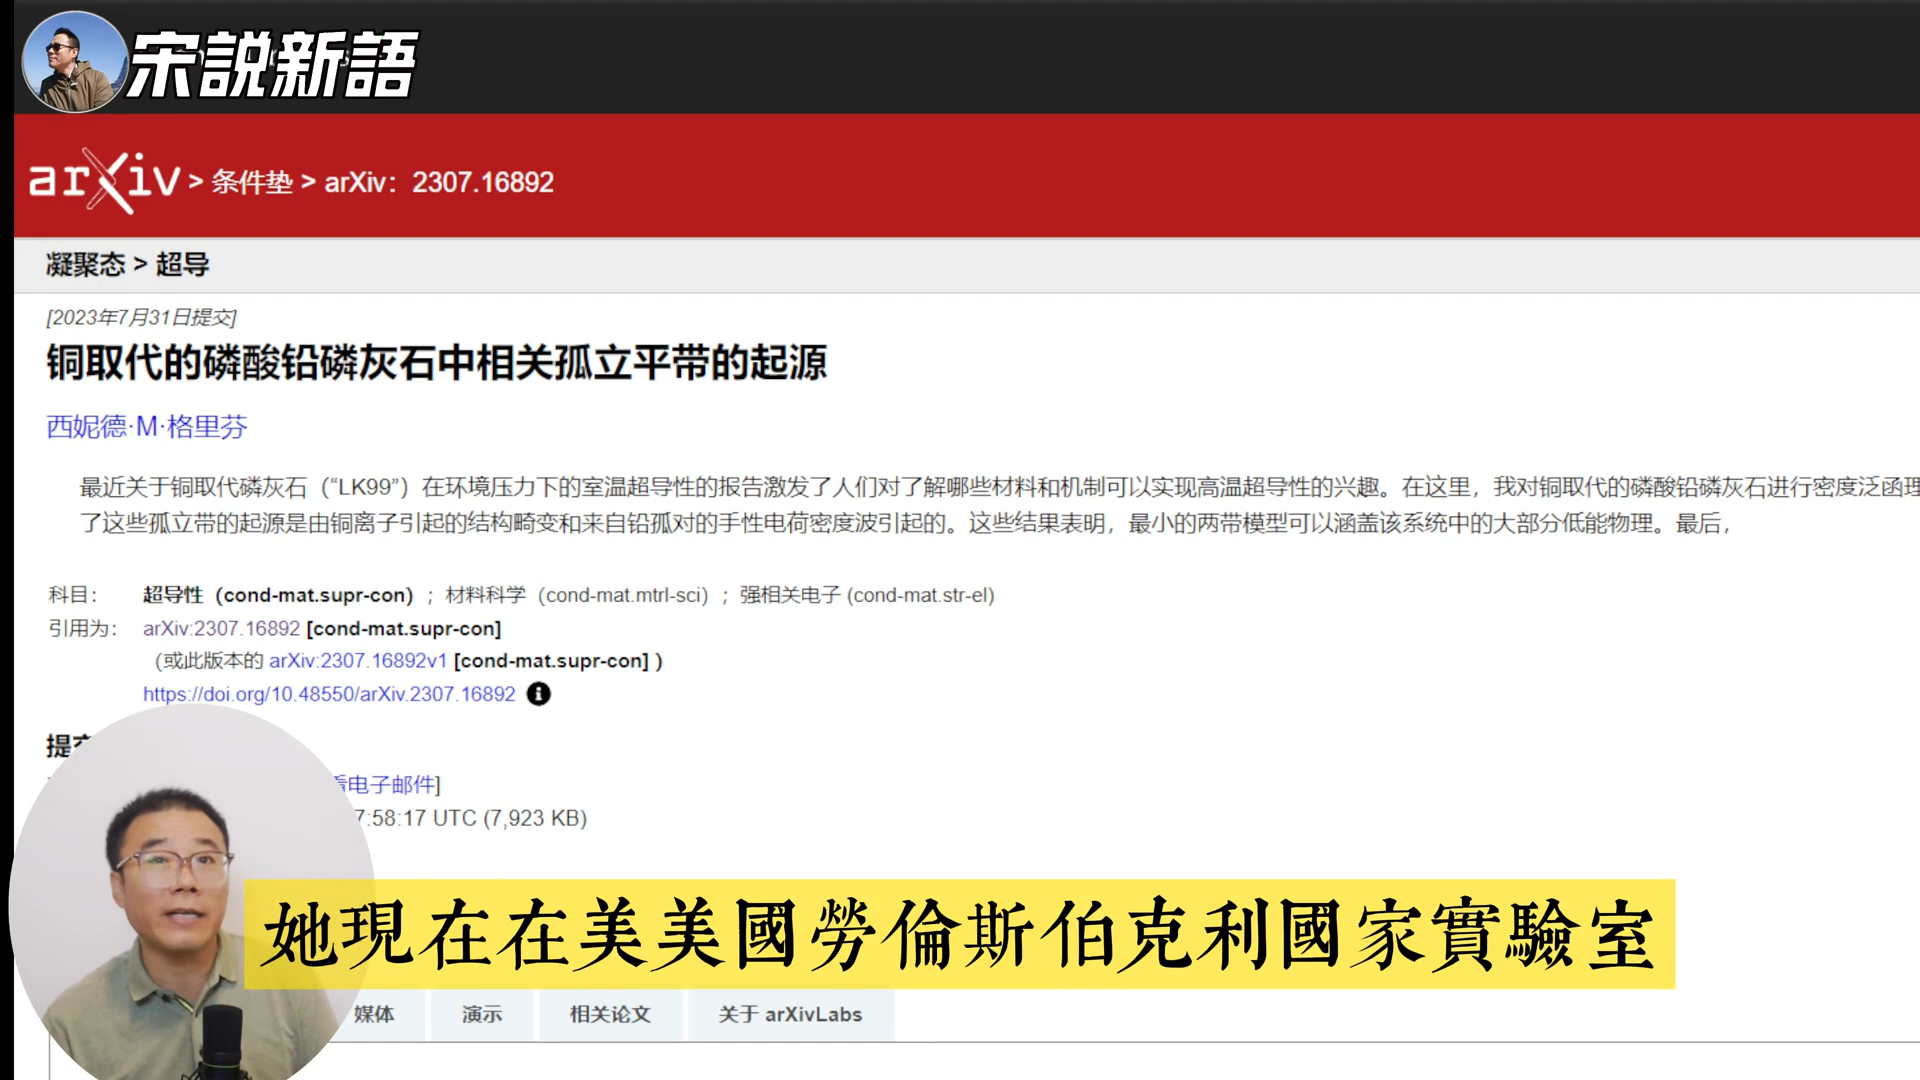 宋説新語
arXiv > 条件垫 > arXiv：2307.16892
凝聚态 > 超导
[2023年7月31日提交]
铜取代的磷酸铅磷灰石中相关孤立平带的起源
西妮德·M·格里芬
最近关于铜取代磷灰石（“LK99”）在环境压力下的室温超导性的报告激发了人们对了解哪些材料和机制可以实现高温超导性的兴趣。在这里，我对铜取代的磷酸铅磷灰石进行密度泛函理
了这些孤立带的起源是由铜离子引起的结构畸变和来自铅孤对的手性电荷密度波引起的。这些结果表明，最小的两带模型可以涵盖该系统中的大部分低能物理。最后，
科目： 超导性（cond-mat.supr-con）；材料科学（cond-mat.mtrl-sci）；强相关电子 (cond-mat.str-el)
引用为： arXiv:2307.16892 [cond-mat.supr-con]
（或此版本的 arXiv:2307.16892v1 [cond-mat.supr-con] ）
https://doi.org/10.48550/arXiv.2307.16892
提交
看电子邮件]
7:58:17 UTC (7,923 KB)
她現在在美美國勞倫斯伯克利國家實驗室
媒体 演示 相关论文 关于 arXivLabs